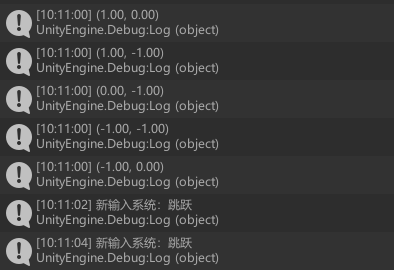 [10:11:00] (1.00, 0.00)
UnityEngine.Debug:Log (object)
[10:11:00] (1.00, -1.00)
UnityEngine.Debug:Log (object)
[10:11:00] (0.00, -1.00)
UnityEngine.Debug:Log (object)
[10:11:00] (-1.00, -1.00)
UnityEngine.Debug:Log (object)
[10:11:00] (-1.00, 0.00)
UnityEngine.Debug:Log (object)
[10:11:02] 新输入系统：跳跃
UnityEngine.Debug:Log (object)
[10:11:04] 新输入系统：跳跃
UnityEngine.Debug:Log (object)